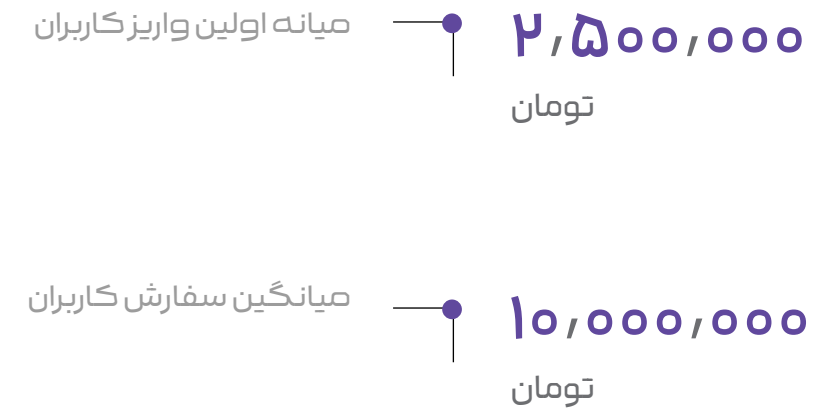 ۲,۵۰۰,۰۰۰
تومان
میانه اولین واریز کاربران
۱۰,۰۰۰,۰۰۰
تومان
میانگین سفارش کاربران